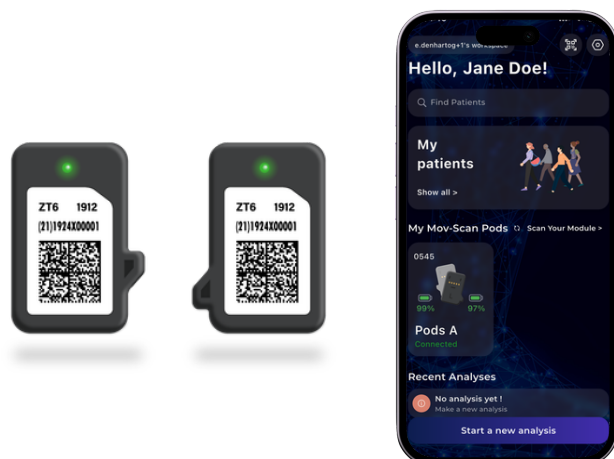 ZT6 1912
(21)1924X00001
ZT6 1912
(21)1924X00001
e.denhartog+1's workspace
Hello, Jane Doe!
Find Patients
My
patients
Show all >
My Mov-Scan Pods
Scan Your Module >
0545
99% 97%
Pods A
Connected
Recent Analyses
No analysis yet !
Make a new analysis
Start a new analysis